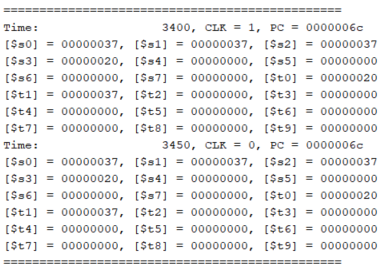 ==============================================
Time:                 3400, CLK = 1, PC = 0000006c
[$s0] = 00000037, [$s1] = 00000037, [$s2] = 00000037
[$s3] = 00000020, [$s4] = 00000000, [$s5] = 00000000
[$s6] = 00000000, [$s7] = 00000000, [$t0] = 00000020
[$t1] = 00000037, [$t2] = 00000000, [$t3] = 00000000
[$t4] = 00000000, [$t5] = 00000000, [$t6] = 00000000
[$t7] = 00000000, [$t8] = 00000000, [$t9] = 00000000
Time:                 3450, CLK = 0, PC = 0000006c
[$s0] = 00000037, [$s1] = 00000037, [$s2] = 00000037
[$s3] = 00000020, [$s4] = 00000000, [$s5] = 00000000
[$s6] = 00000000, [$s7] = 00000000, [$t0] = 00000020
[$t1] = 00000037, [$t2] = 00000000, [$t3] = 00000000
[$t4] = 00000000, [$t5] = 00000000, [$t6] = 00000000
[$t7] = 00000000, [$t8] = 00000000, [$t9] = 00000000
==============================================